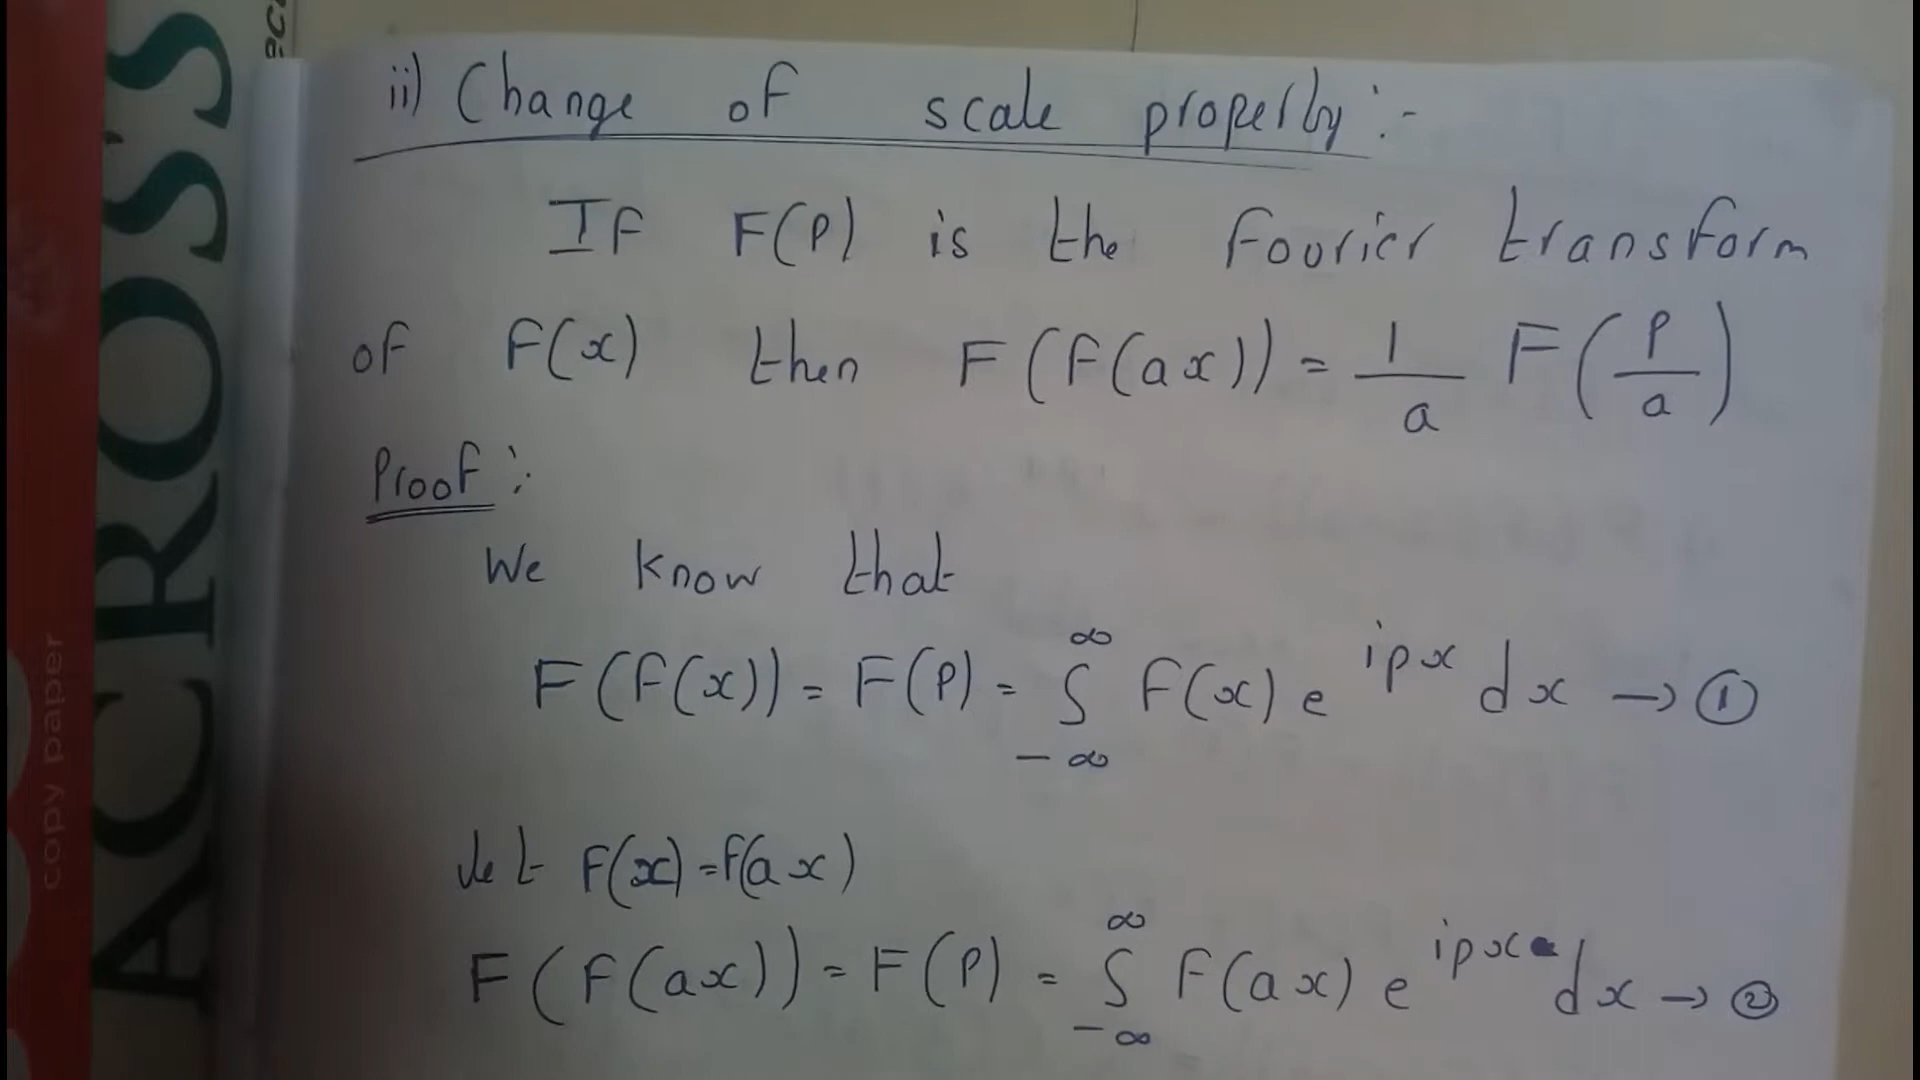 ii) Change of scale property:-
If F(p) is the Fourier transform
of f(x) then F(f(ax)) = 1/a F(p/a)
Proof:
We know that
F(f(x)) = F(p) = ∫_{-∞}^{∞} f(x) e^{ipx} dx → ①
Let f(x) = f(ax)
F(f(ax)) = F(p) = ∫_{-∞}^{∞} f(ax) e^{ipx} dx → ②
ACROS'S
copy paper